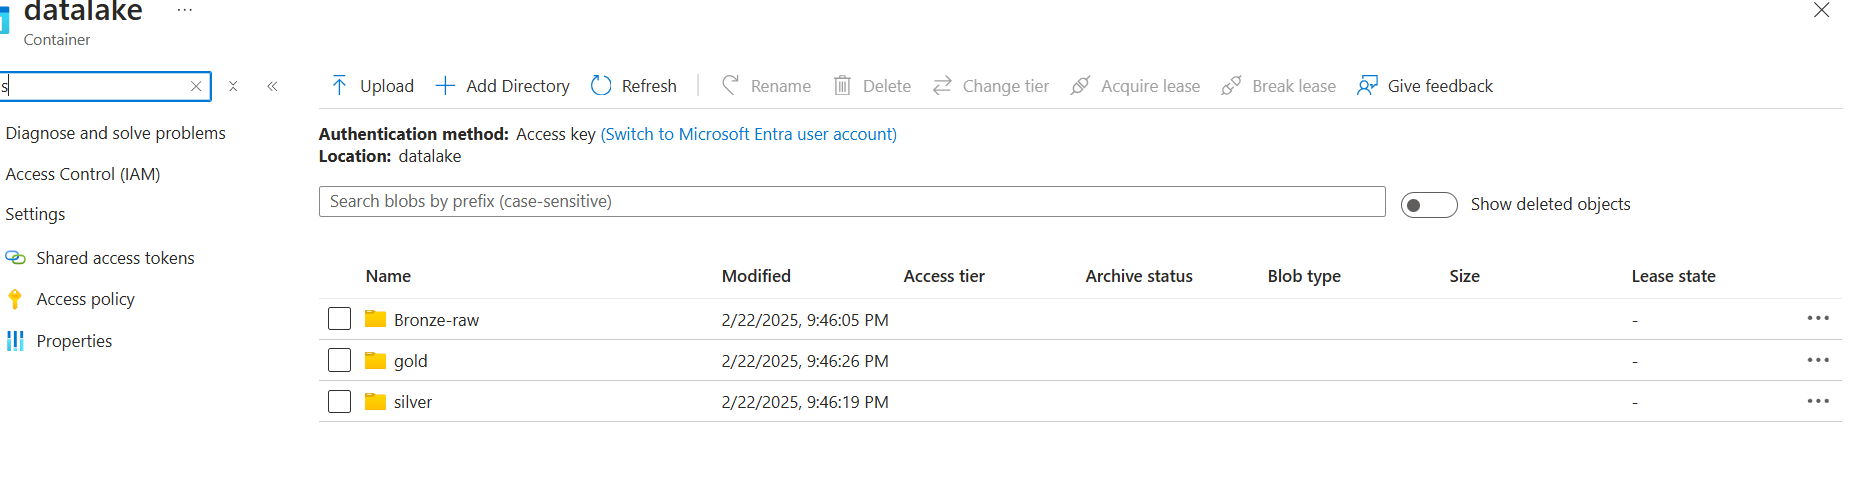 datalake ...
Container
s
Upload Add Directory Refresh Rename Delete Change tier Acquire lease Break lease Give feedback
Diagnose and solve problems
Access Control (IAM)
Settings
Shared access tokens
Access policy
Properties
Authentication method: Access key (Switch to Microsoft Entra user account)
Location: datalake
Search blobs by prefix (case-sensitive)
Show deleted objects
Name Modified Access tier Archive status Blob type Size Lease state
Bronze-raw 2/22/2025, 9:46:05 PM - ...
gold 2/22/2025, 9:46:26 PM - ...
silver 2/22/2025, 9:46:19 PM - ...